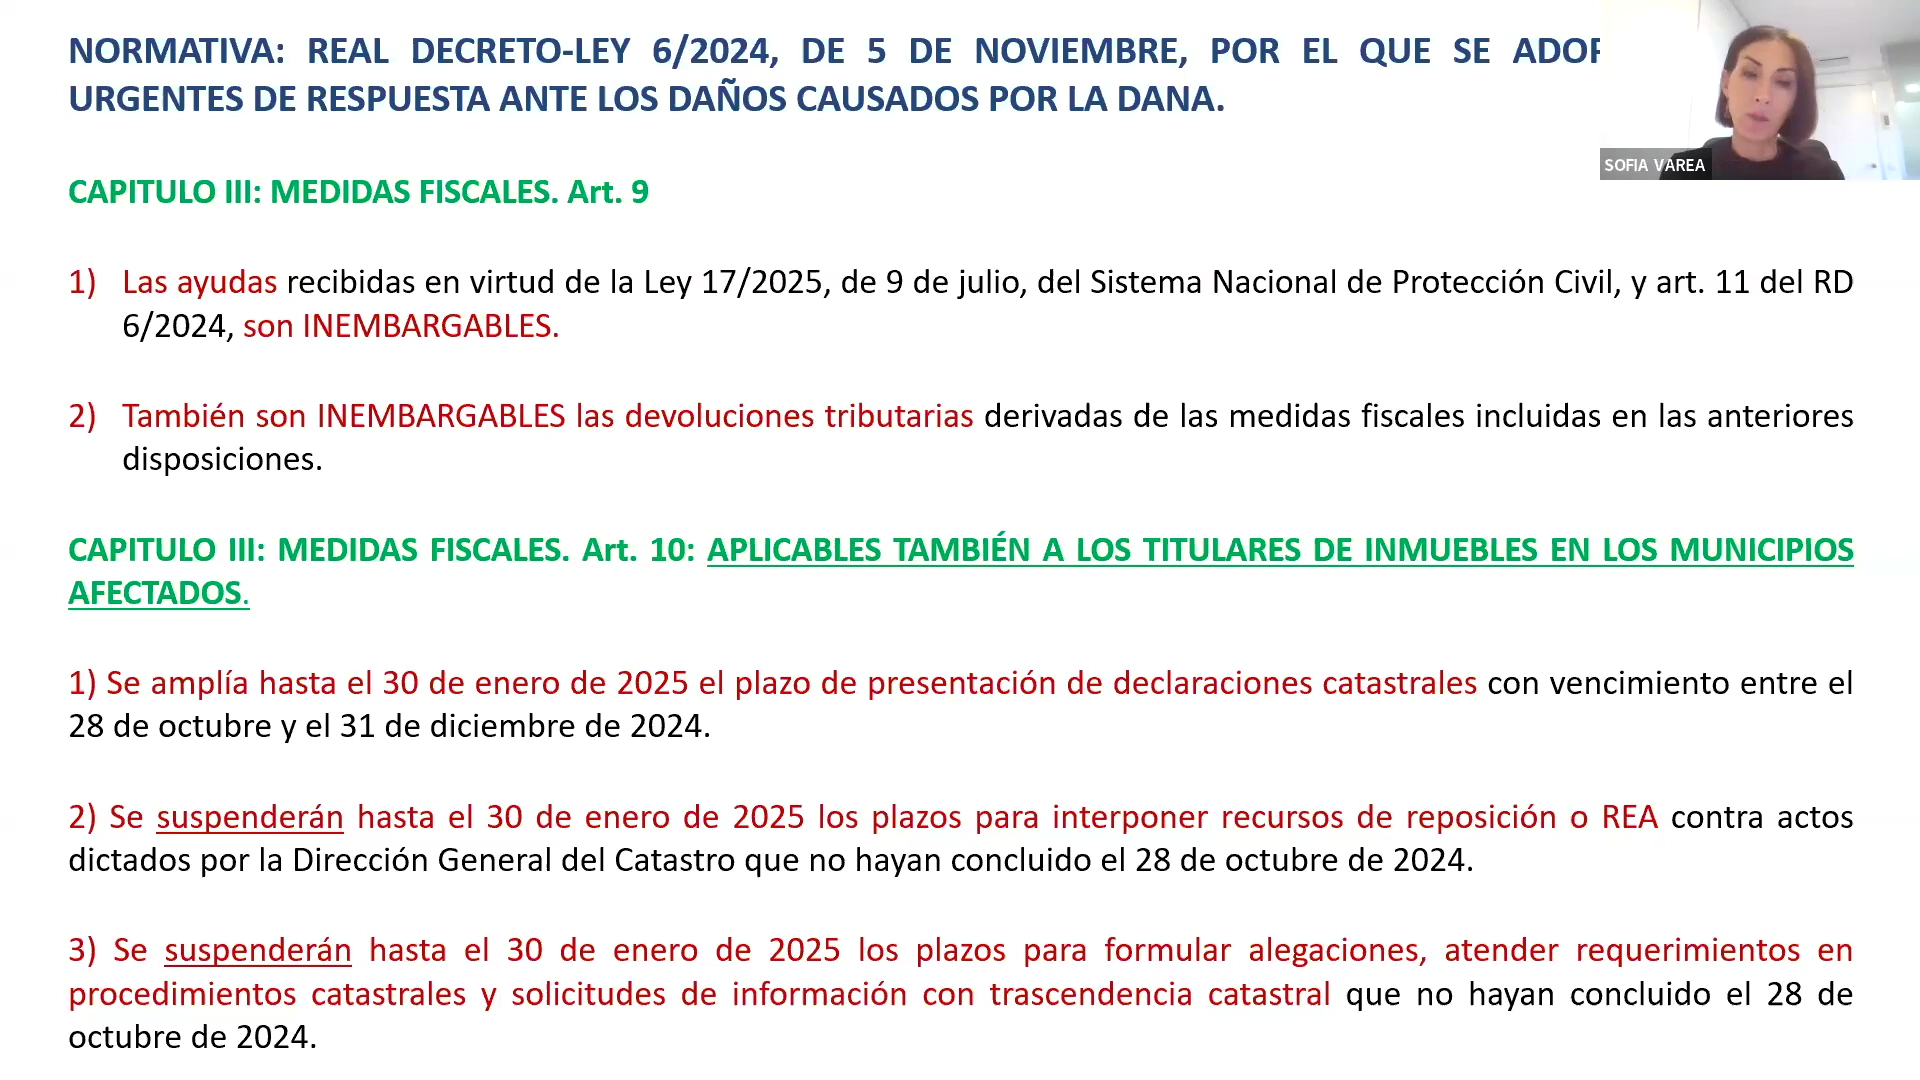 NORMATIVA: REAL DECRETO-LEY 6/2024, DE 5 DE NOVIEMBRE, POR EL QUE SE
URGENTES DE RESPUESTA ANTE LOS DAÑOS CAUSADOS POR LA DANA.
SOFIA VAREA
CAPITULO III: MEDIDAS FISCALES. Art. 9
1) Las ayudas recibidas en virtud de la Ley 17/2025, de 9 de julio, del Sistema Nacional de Protección Civil, y art. 11 del RD
6/2024, son INEMBARGABLES.
2) También son INEMBARGABLES las devoluciones tributarias derivadas de las medidas fiscales incluidas en las anteriores
disposiciones.
CAPITULO III: MEDIDAS FISCALES. Art. 10: APLICABLES TAMBIÉN A LOS TITULARES DE INMUEBLES EN LOS MUNICIPIOS
AFECTADOS.
1) Se amplía hasta el 30 de enero de 2025 el plazo de presentación de declaraciones catastrales con vencimiento entre el
28 de octubre y el 31 de diciembre de 2024.
2) Se suspenderán hasta el 30 de enero de 2025 los plazos para interponer recursos de reposición o REA contra actos
dictados por la Dirección General del Catastro que no hayan concluido el 28 de octubre de 2024.
3) Se suspenderán hasta el 30 de enero de 2025 los plazos para formular alegaciones, atender requerimientos en
procedimientos catastrales y solicitudes de información con trascendencia catastral que no hayan concluido el 28 de
octubre de 2024.